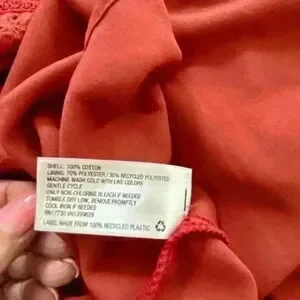 SHELL: 100% COTTON
LINING: 70% POLYESTER / 30% RECYCLED POLYESTER
MACHINE WASH COLD WITH LIKE COLORS
GENTLE CYCLE
ONLY NON-CHLORINE BLEACH IF NEEDED
TUMBLE DRY LOW, REMOVE PROMPTLY
COOL IRON IF NEEDED
RN17730 VN1299629
LABEL MADE FROM 100% RECYCLED PLASTIC